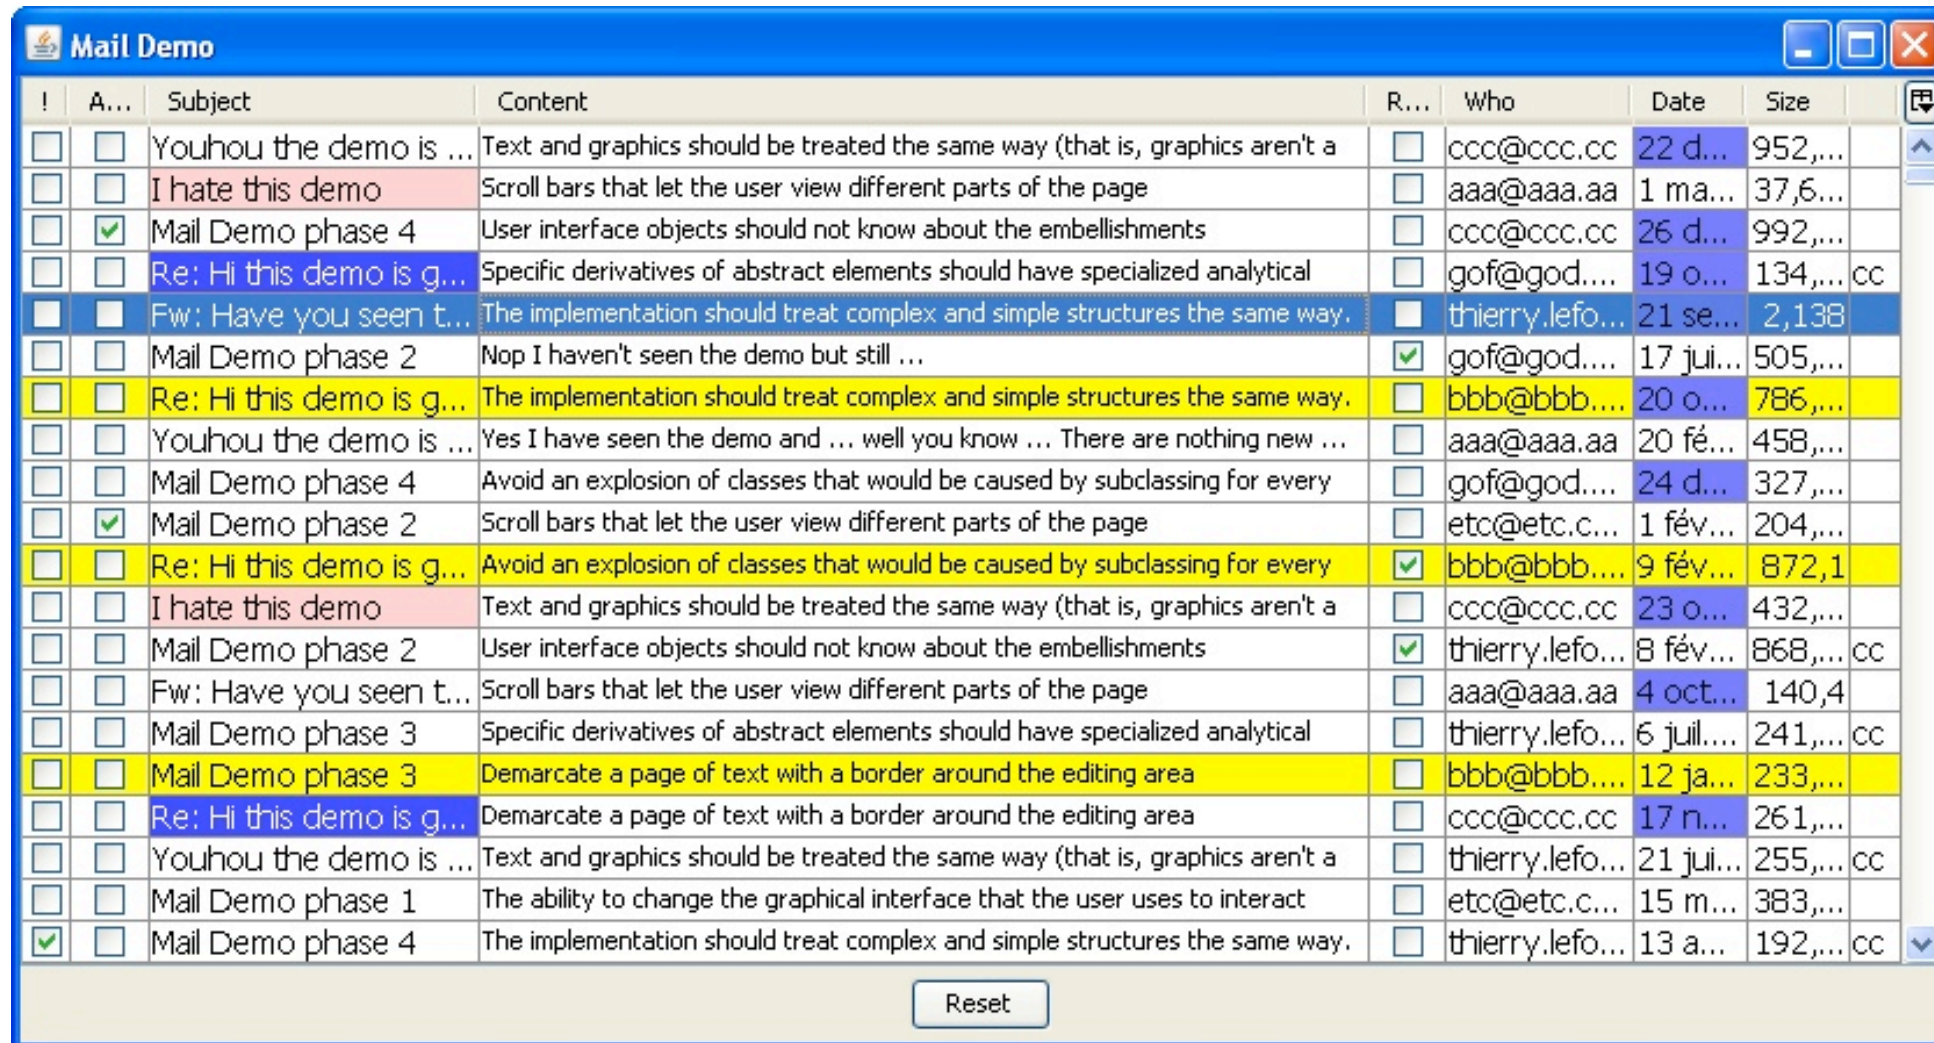 Mail Demo
! A... Subject Content R... Who Date Size
Youhou the demo is ... Text and graphics should be treated the same way (that is, graphics aren't a ccc@ccc.cc 22 d... 952,...
I hate this demo Scroll bars that let the user view different parts of the page aaa@aaa.aa 1 ma... 37,6...
Mail Demo phase 4 User interface objects should not know about the embellishments ccc@ccc.cc 26 d... 992,...
Re: Hi this demo is g... Specific derivatives of abstract elements should have specialized analytical gof@god.... 19 o... 134,... cc
Fw: Have you seen t... The implementation should treat complex and simple structures the same way. thierry.lefo... 21 se... 2,138
Mail Demo phase 2 Nop I haven't seen the demo but still ... gof@god.... 17 jui... 505,...
Re: Hi this demo is g... The implementation should treat complex and simple structures the same way. bbb@bbb.... 20 o... 786,...
Youhou the demo is ... Yes I have seen the demo and ... well you know ... There are nothing new ... aaa@aaa.aa 20 fé... 458,...
Mail Demo phase 4 Avoid an explosion of classes that would be caused by subclassing for every gof@god.... 24 d... 327,...
Mail Demo phase 2 Scroll bars that let the user view different parts of the page etc@etc.c... 1 fév... 204,...
Re: Hi this demo is g... Avoid an explosion of classes that would be caused by subclassing for every bbb@bbb.... 9 fév... 872,1
I hate this demo Text and graphics should be treated the same way (that is, graphics aren't a ccc@ccc.cc 23 o... 432,...
Mail Demo phase 2 User interface objects should not know about the embellishments thierry.lefo... 8 fév... 868,... cc
Fw: Have you seen t... Scroll bars that let the user view different parts of the page aaa@aaa.aa 4 oct... 140,4
Mail Demo phase 3 Specific derivatives of abstract elements should have specialized analytical thierry.lefo... 6 juil.... 241,... cc
Mail Demo phase 3 Demarcate a page of text with a border around the editing area bbb@bbb.... 12 ja... 233,...
Re: Hi this demo is g... Demarcate a page of text with a border around the editing area ccc@ccc.cc 17 n... 261,...
Youhou the demo is ... Text and graphics should be treated the same way (that is, graphics aren't a thierry.lefo... 21 jui... 255,... cc
Mail Demo phase 1 The ability to change the graphical interface that the user uses to interact etc@etc.c... 15 m... 383,...
Mail Demo phase 4 The implementation should treat complex and simple structures the same way. thierry.lefo... 13 a... 192,... cc
Reset